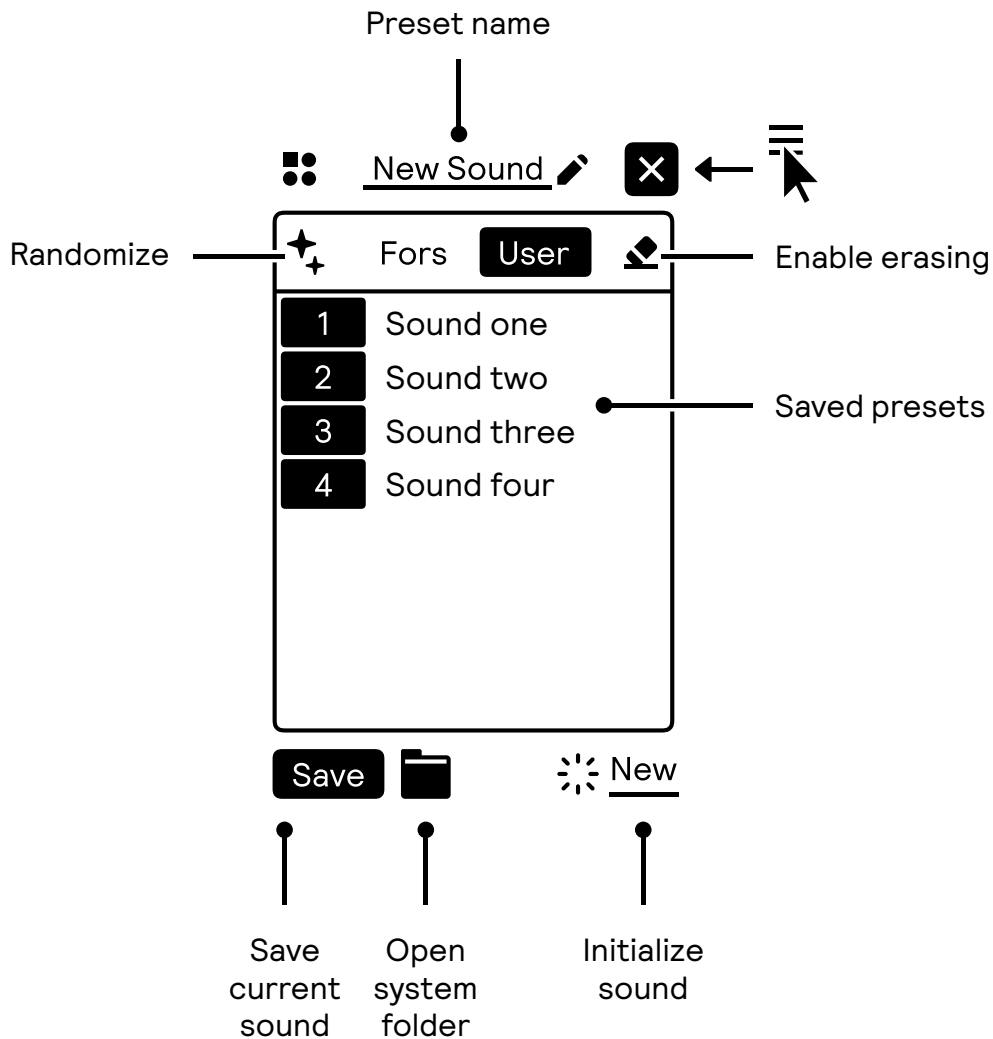 Preset name
New Sound
Randomize
Fors
User
Enable erasing
1 Sound one
2 Sound two
3 Sound three
4 Sound four
Saved presets
Save
New
Save
current
sound
Open
system
folder
Initialize
sound